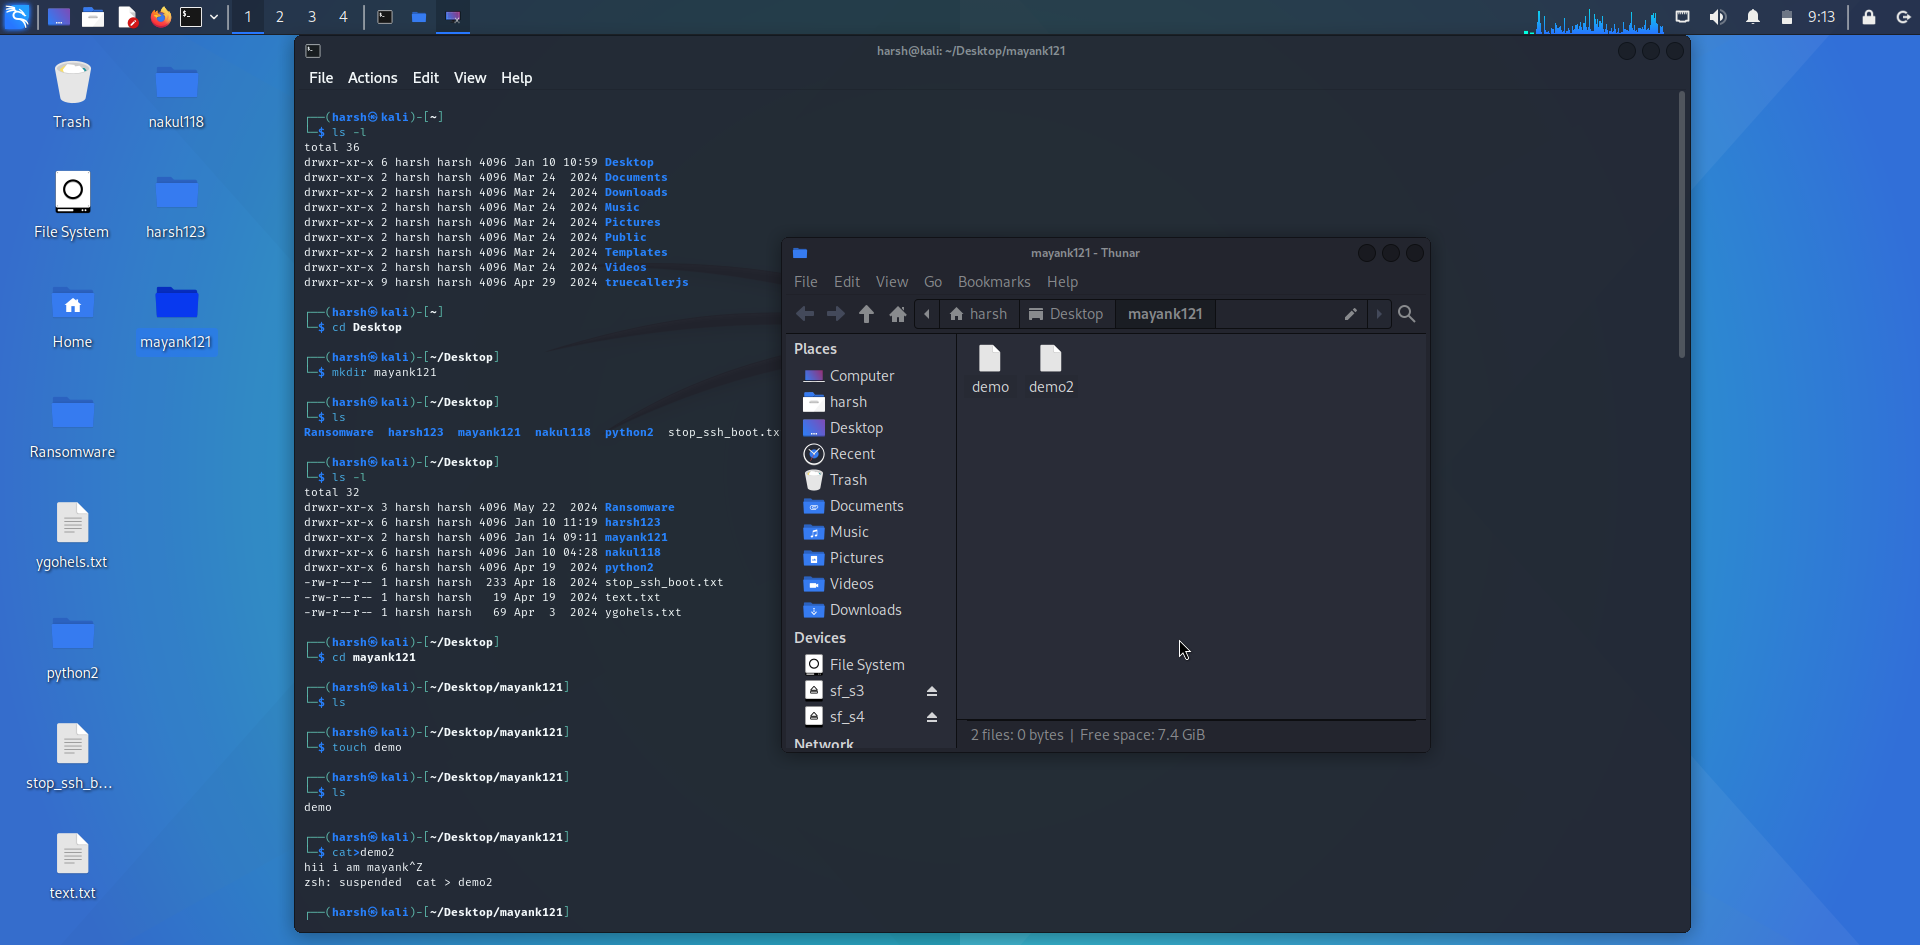 1 2 3 4
9:13
Trash
nakul118
File System
harsh123
Home
mayank121
Ransomware
ygohels.txt
python2
stop_ssh_b...
text.txt
harsh@kali: ~/Desktop/mayank121
File Actions Edit View Help
┌──(harsh㉿kali)-[~]
└─$ ls -l
total 36
drwxr-xr-x 6 harsh harsh 4096 Jan 10 10:59 Desktop
drwxr-xr-x 2 harsh harsh 4096 Mar 24  2024 Documents
drwxr-xr-x 2 harsh harsh 4096 Mar 24  2024 Downloads
drwxr-xr-x 2 harsh harsh 4096 Mar 24  2024 Music
drwxr-xr-x 2 harsh harsh 4096 Mar 24  2024 Pictures
drwxr-xr-x 2 harsh harsh 4096 Mar 24  2024 Public
drwxr-xr-x 2 harsh harsh 4096 Mar 24  2024 Templates
drwxr-xr-x 2 harsh harsh 4096 Mar 24  2024 Videos
drwxr-xr-x 9 harsh harsh 4096 Apr 29  2024 truecallerjs
┌──(harsh㉿kali)-[~]
└─$ cd Desktop
┌──(harsh㉿kali)-[~/Desktop]
└─$ mkdir mayank121
┌──(harsh㉿kali)-[~/Desktop]
└─$ ls
Ransomware  harsh123  mayank121  nakul118  python2  stop_ssh_boot.tx
┌──(harsh㉿kali)-[~/Desktop]
└─$ ls -l
total 32
drwxr-xr-x 3 harsh harsh 4096 May 22  2024 Ransomware
drwxr-xr-x 6 harsh harsh 4096 Jan 10 11:19 harsh123
drwxr-xr-x 2 harsh harsh 4096 Jan 14 09:11 mayank121
drwxr-xr-x 6 harsh harsh 4096 Jan 10 04:28 nakul118
drwxr-xr-x 6 harsh harsh 4096 Apr 19  2024 python2
-rw-r--r-- 1 harsh harsh  233 Apr 18  2024 stop_ssh_boot.txt
-rw-r--r-- 1 harsh harsh   19 Apr 19  2024 text.txt
-rw-r--r-- 1 harsh harsh   69 Apr  3  2024 ygohels.txt
┌──(harsh㉿kali)-[~/Desktop]
└─$ cd mayank121
┌──(harsh㉿kali)-[~/Desktop/mayank121]
└─$ ls
┌──(harsh㉿kali)-[~/Desktop/mayank121]
└─$ touch demo
┌──(harsh㉿kali)-[~/Desktop/mayank121]
└─$ ls
demo
┌──(harsh㉿kali)-[~/Desktop/mayank121]
└─$ cat>demo2
hii i am mayank^Z
zsh: suspended  cat > demo2
┌──(harsh㉿kali)-[~/Desktop/mayank121]
mayank121 - Thunar
File Edit View Go Bookmarks Help
harsh Desktop mayank121
Places
Computer
harsh
Desktop
Recent
Trash
Documents
Music
Pictures
Videos
Downloads
Devices
File System
sf_s3
sf_s4
Network
demo demo2
2 files: 0 bytes | Free space: 7.4 GiB